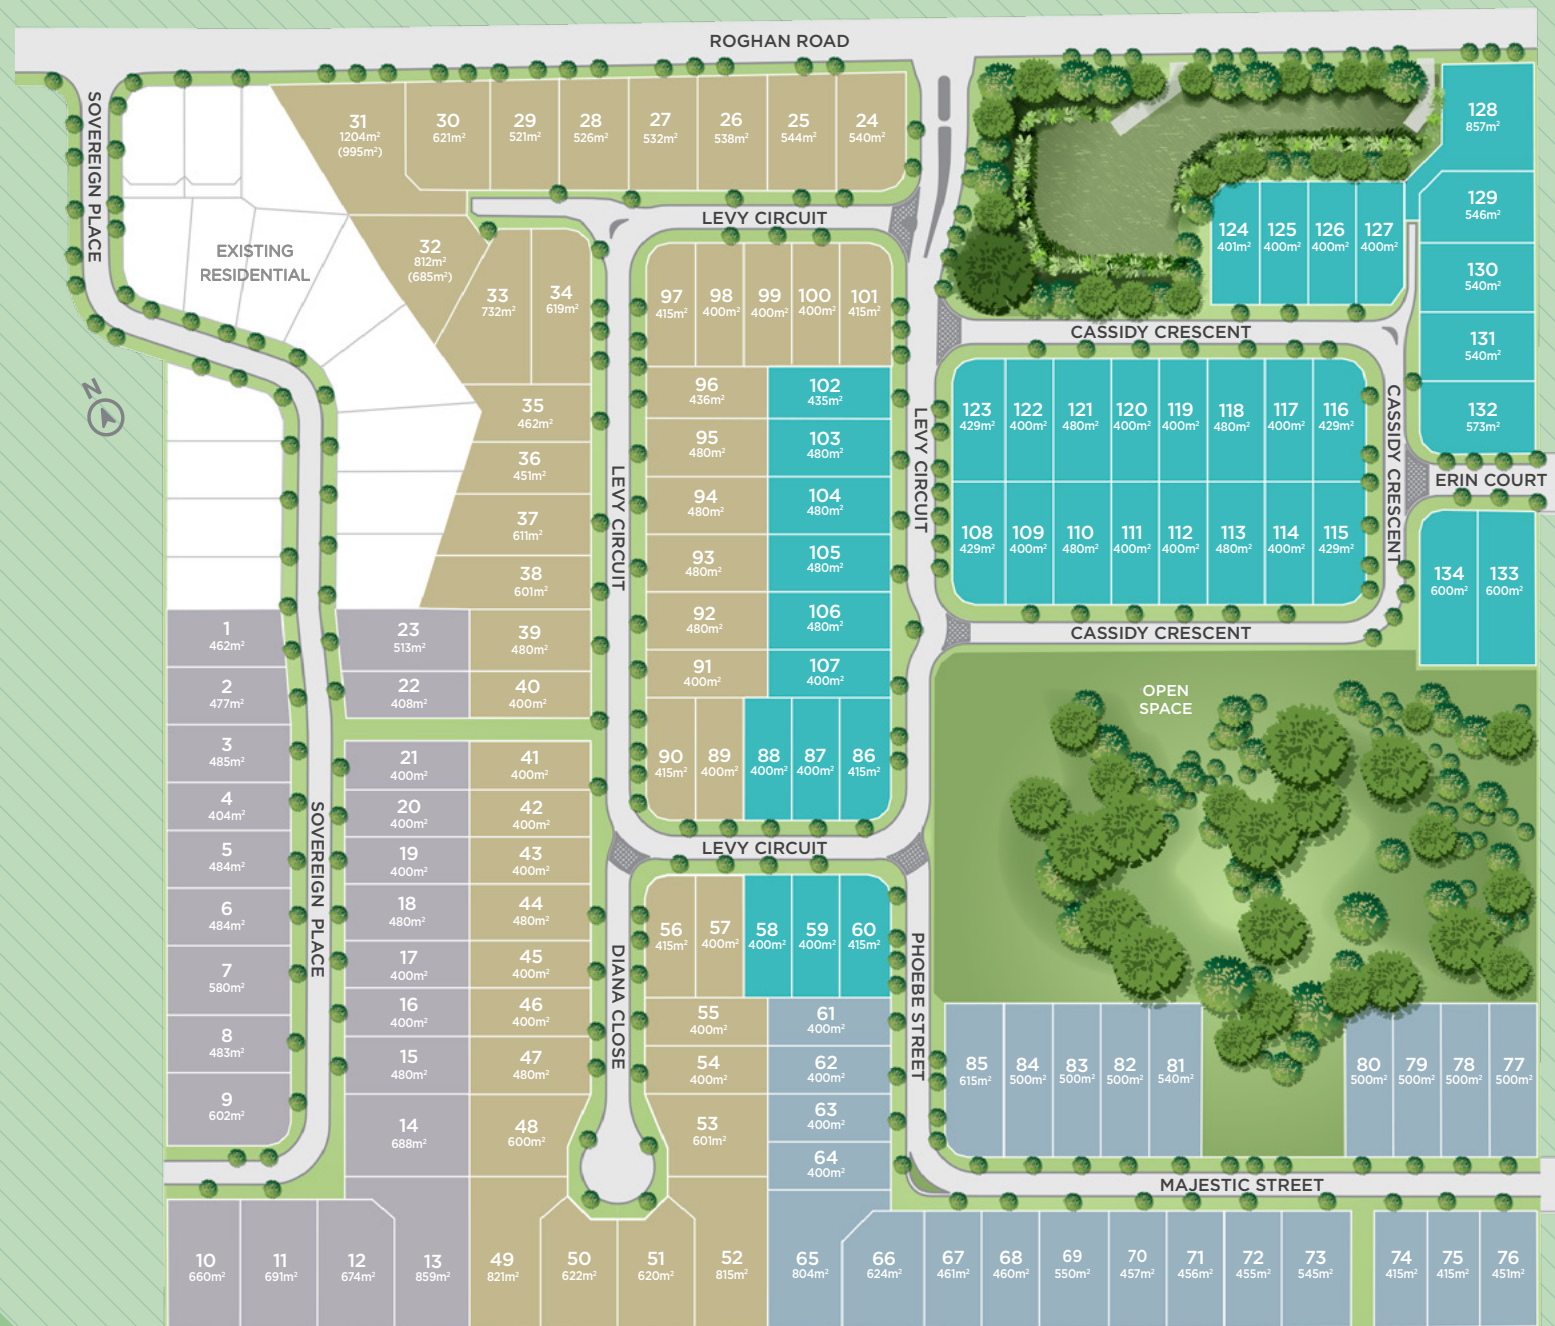 ROGHAN ROAD
SOVEREIGN PLACE
EXISTING
RESIDENTIAL
N
31
1204m²
(995m²)
30
621m²
29
521m²
28
526m²
27
532m²
26
538m²
25
544m²
24
540m²
LEVY CIRCUIT
32
812m²
(685m²)
33
732m²
34
619m²
35
462m²
36
451m²
37
611m²
38
601m²
39
480m²
40
400m²
LEVY CIRCUIT
97
415m²
98
400m²
99
400m²
100
400m²
101
415m²
96
436m²
102
435m²
95
480m²
103
480m²
94
480m²
104
480m²
93
480m²
105
480m²
92
480m²
106
480m²
91
400m²
107
400m²
90
415m²
89
400m²
88
400m²
87
400m²
86
415m²
LEVY CIRCUIT
LEVY CIRCUIT
128
857m²
129
546m²
130
540m²
131
540m²
132
573m²
124
401m²
125
400m²
126
400m²
127
400m²
CASSIDY CRESCENT
123
429m²
122
400m²
121
480m²
120
400m²
119
400m²
118
480m²
117
400m²
116
429m²
108
429m²
109
400m²
110
480m²
111
400m²
112
400m²
113
480m²
114
400m²
115
429m²
CASSIDY CRESCENT
CASSIDY CRESCENT
ERIN COURT
134
600m²
133
600m²
OPEN
SPACE
1
462m²
2
477m²
3
485m²
4
404m²
5
484m²
6
484m²
7
580m²
8
483m²
9
602m²
SOVEREIGN PLACE
23
513m²
22
408m²
21
400m²
20
400m²
19
400m²
18
480m²
17
400m²
16
400m²
15
480m²
14
688m²
41
400m²
42
400m²
43
400m²
44
480m²
45
400m²
46
400m²
47
480m²
48
600m²
DIANA CLOSE
56
415m²
57
400m²
58
400m²
59
400m²
60
415m²
55
400m²
61
400m²
54
400m²
62
400m²
53
601m²
63
400m²
64
400m²
PHOEBE STREET
85
615m²
84
500m²
83
500m²
82
500m²
81
540m²
80
500m²
79
500m²
78
500m²
77
500m²
MAJESTIC STREET
10
660m²
11
691m²
12
674m²
13
859m²
49
821m²
50
622m²
51
620m²
52
815m²
65
804m²
66
624m²
67
461m²
68
460m²
69
550m²
70
457m²
71
456m²
72
455m²
73
545m²
74
415m²
75
415m²
76
451m²